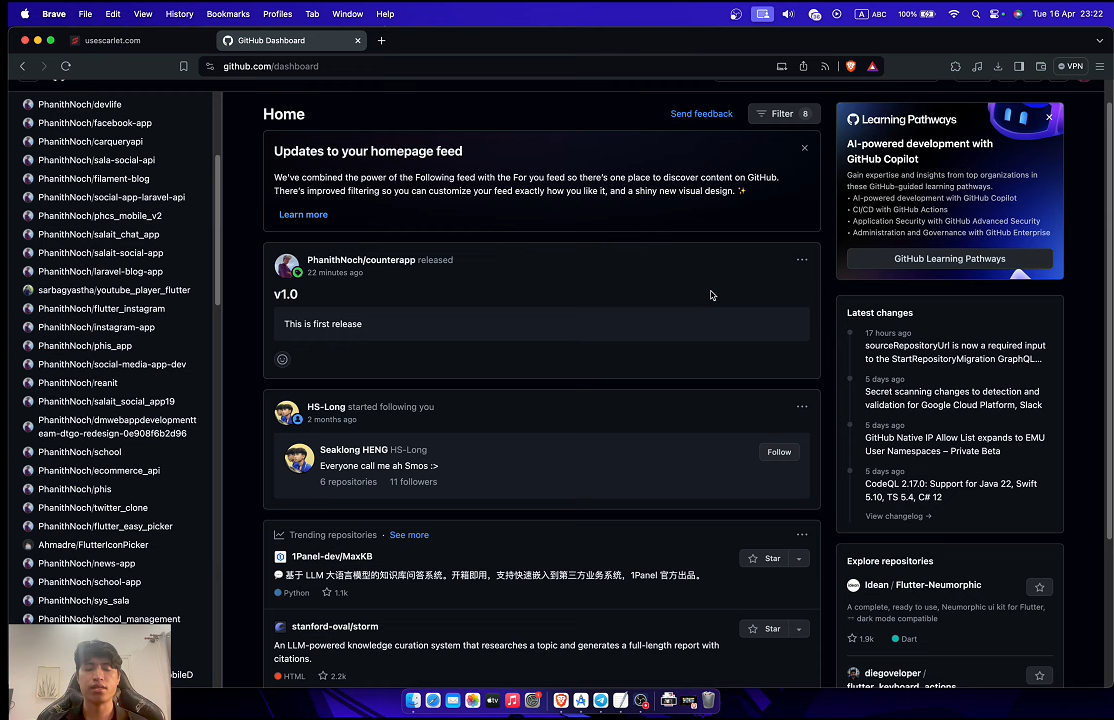 Brave File Edit View History Bookmarks Profiles Tab Window Help
A ABC 100% Tue 16 Apr 23:22
usescarlet.com GitHub Dashboard
github.com/dashboard VPN
PhanithNoch/devlife
PhanithNoch/facebook-app
PhanithNoch/carqueryapi
PhanithNoch/sala-social-api
PhanithNoch/filament-blog
PhanithNoch/social-app-laravel-api
PhanithNoch/phcs_mobile_v2
PhanithNoch/salait_chat_app
PhanithNoch/salait-social-app
PhanithNoch/laravel-blog-app
sarbagyastha/youtube_player_flutter
PhanithNoch/flutter_instagram
PhanithNoch/instagram-app
PhanithNoch/phis_app
PhanithNoch/social-media-app-dev
PhanithNoch/reanit
PhanithNoch/salait_social_app19
PhanithNoch/dmwebappdevelopmentt
eam-dtgo-redesign-0e908f6b2d96
PhanithNoch/school
PhanithNoch/ecommerce_api
PhanithNoch/phis
PhanithNoch/twitter_clone
PhanithNoch/flutter_easy_picker
Ahmadre/FlutterIconPicker
PhanithNoch/news-app
PhanithNoch/school-app
PhanithNoch/sys_sala
PhanithNoch/school_management
Home
Send feedback
Filter 8
Updates to your homepage feed
We've combined the power of the Following feed with the For you feed so there's one place to discover content on GitHub.
There's improved filtering so you can customize your feed exactly how you like it, and a shiny new visual design. ✨
Learn more
PhanithNoch/counterapp released
22 minutes ago
v1.0
This is first release
HS-Long started following you
2 months ago
Seaklong HENG HS-Long
Everyone call me ah Smos :>
6 repositories 11 followers
Follow
Trending repositories · See more
1Panel-dev/MaxKB
Star
💬 基于 LLM 大语言模型的知识库问答系统。开箱即用，支持快速嵌入到第三方业务系统，1Panel 官方出品。
Python 1.1k
stanford-oval/storm
Star
An LLM-powered knowledge curation system that researches a topic and generates a full-length report with
citations.
HTML 2.2k
Learning Pathways
AI-powered development with
GitHub Copilot
Gain expertise and insights from top organizations in
these GitHub-guided learning pathways.
• AI-powered development with GitHub Copilot
• CI/CD with GitHub Actions
• Application Security with GitHub Advanced Security
• Administration and Governance with GitHub Enterprise
GitHub Learning Pathways
Latest changes
17 hours ago
sourceRepositoryUrl is now a required input
to the StartRepositoryMigration GraphQL...
5 days ago
Secret scanning changes to detection and
validation for Google Cloud Platform, Slack
5 days ago
GitHub Native IP Allow List expands to EMU
User Namespaces – Private Beta
5 days ago
CodeQL 2.17.0: Support for Java 22, Swift
5.10, TS 5.4, C# 12
View changelog →
Explore repositories
Idean / Flutter-Neumorphic
A complete, ready to use, Neumorphic ui kit for Flutter,
dark mode compatible
1.9k Dart
diegoveloper /
flutter_keyboard_actions